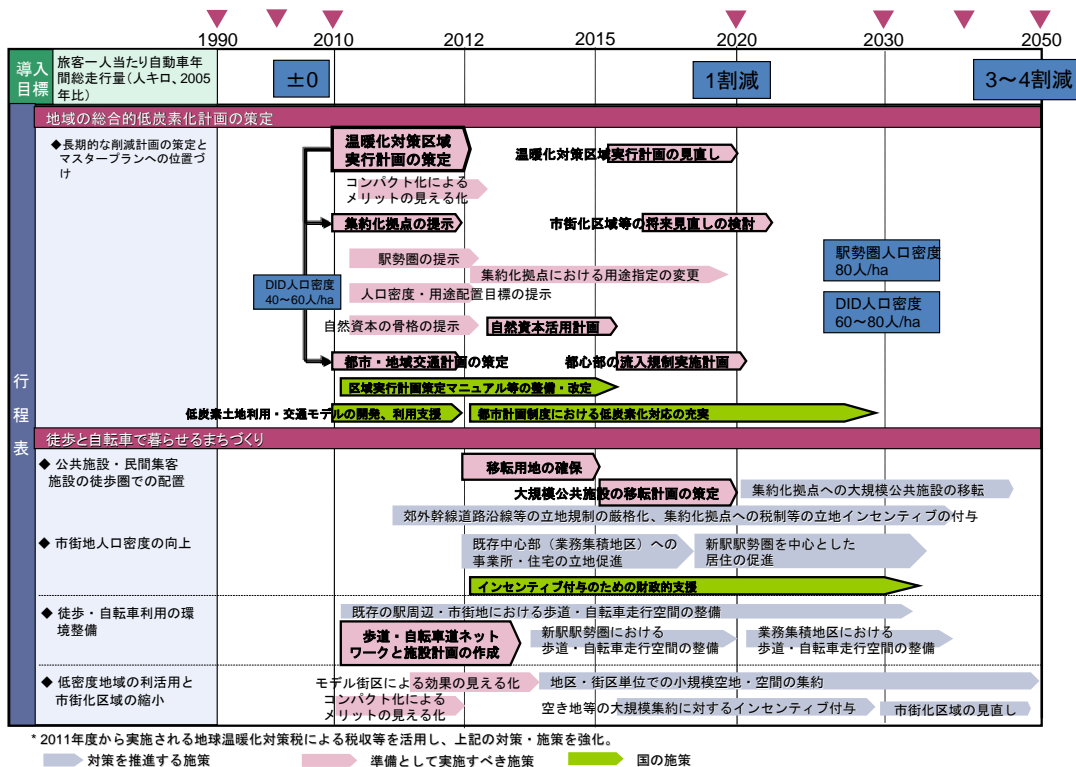 1990
2010
2012
2015
2020
2030
2050
導入
目標
旅客一人当たり自動車年
間総走行量(人キロ、2005
年比)
±0
1割減
3~4割減
行
程
表
地域の総合的低炭素化計画の策定
◆長期的な削減計画の策定と
マスタープランへの位置づ
け
温暖化対策区域
実行計画の策定
温暖化対策区域実行計画の見直し
コンパクト化による
メリットの見える化
集約化拠点の提示
市街化区域等の将来見直しの検討
駅勢圏の提示
集約化拠点における用途指定の変更
駅勢圏人口密度
80人/ha
DID人口密度
40~60人/ha
人口密度・用途配置目標の提示
DID人口密度
60~80人/ha
自然資本の骨格の提示
自然資本活用計画
都市・地域交通計画の策定
都心部の流入規制実施計画
区域実行計画策定マニュアル等の整備・改定
低炭素土地利用・交通モデルの開発、利用支援
都市計画制度における低炭素化対応の充実
徒歩と自転車で暮らせるまちづくり
◆ 公共施設・民間集客
施設の徒歩圏での配置
移転用地の確保
大規模公共施設の移転計画の策定
集約化拠点への大規模公共施設の移転
郊外幹線道路沿線等の立地規制の厳格化、集約化拠点への税制等の立地インセンティブの付与
◆ 市街地人口密度の向上
既存中心部(業務集積地区)への
事業所・住宅の立地促進
新駅駅勢圏を中心とした
居住の促進
インセンティブ付与のための財政的支援
◆ 徒歩・自転車利用の環
境整備
既存の駅周辺・市街地における歩道・自転車走行空間の整備
歩道・自転車道ネット
ワークと施設計画の作成
新駅駅勢圏における
歩道・自転車走行空間の整備
業務集積地区における
歩道・自転車走行空間の整備
◆ 低密度地域の利活用と
市街化区域の縮小
モデル街区による効果の見える化
地区・街区単位での小規模空地・空間の集約
コンパクト化による
メリットの見える化
空き地等の大規模集約に対するインセンティブ付与
市街化区域の見直し
* 2011年度から実施される地球温暖化対策税による税収等を活用し、上記の対策・施策を強化。
対策を推進する施策
準備として実施すべき施策
国の施策